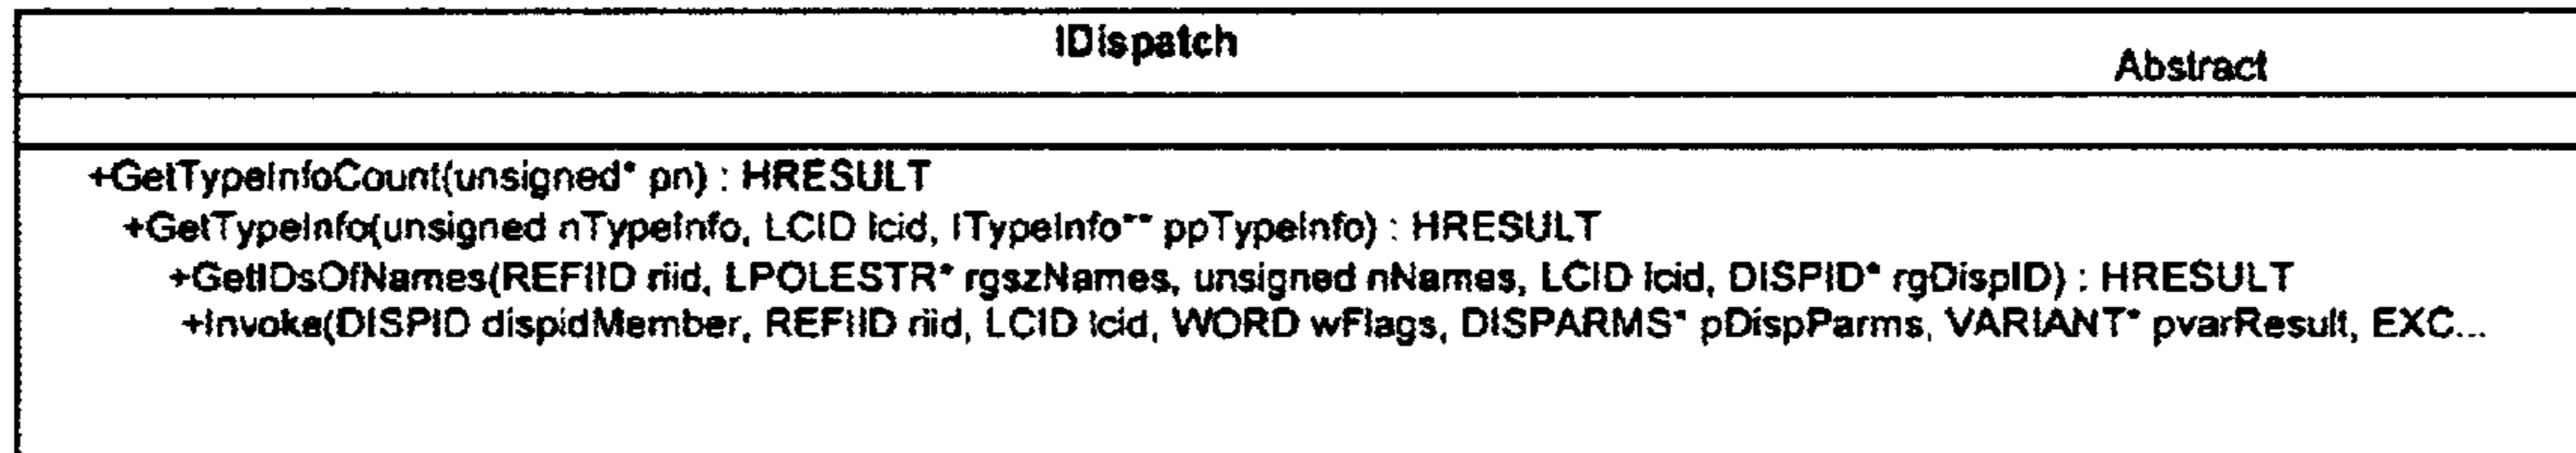 IDispatch
Abstract
+GetTypeInfoCount(unsigned* pn) : HRESULT
+GetTypeInfo(unsigned nTypeInfo, LCID lcid, ITypeInfo** ppTypeInfo) : HRESULT
+GetIDsOfNames(REFIID riid, LPOLESTR* rgszNames, unsigned nNames, LCID lcid, DISPID* rgDispID) : HRESULT
+Invoke(DISPID dispidMember, REFIID riid, LCID lcid, WORD wFlags, DISPARMS* pDispParms, VARIANT* pvarResult, EXC...